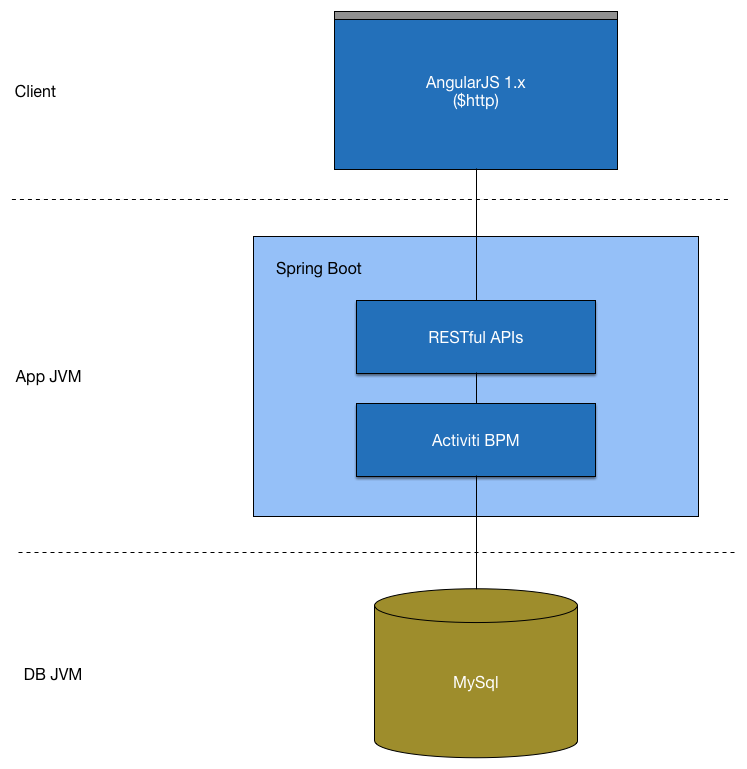 Client
AngularJS 1.x
($http)
Spring Boot
RESTful APIs
App JVM
Activiti BPM
DB JVM
MySql